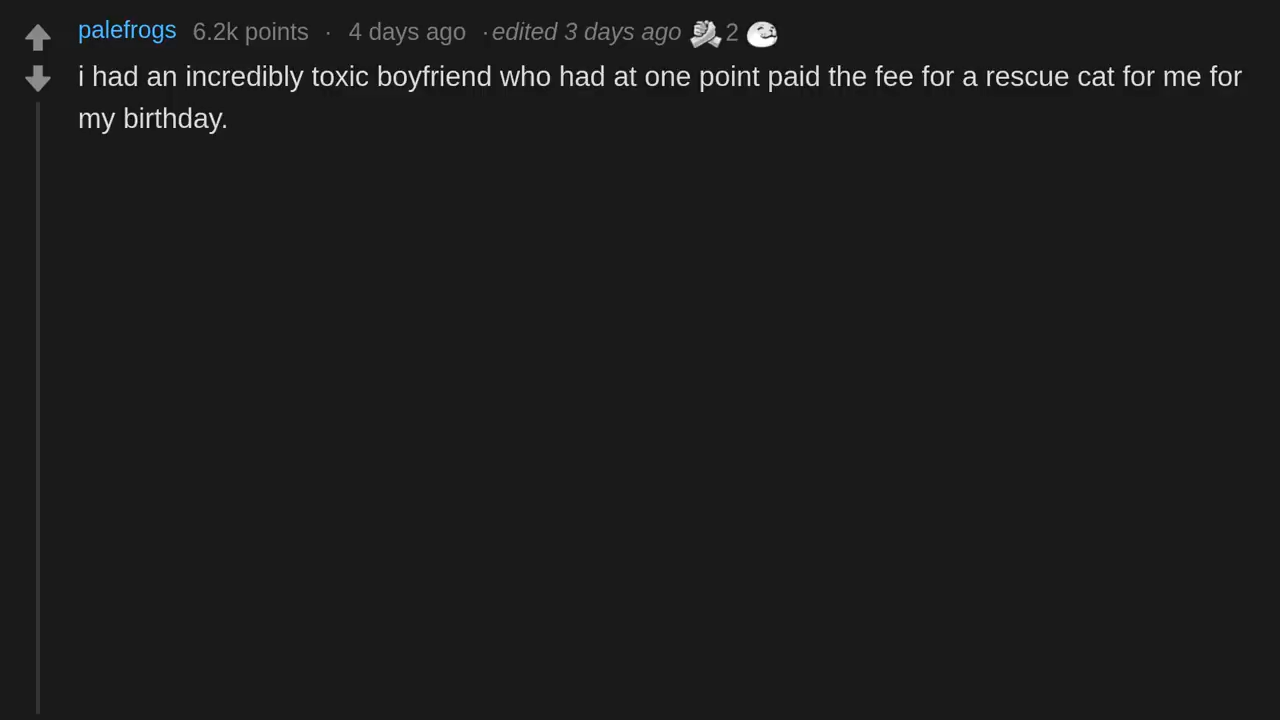 palefrogs 6.2k points · 4 days ago · edited 3 days ago 2
i had an incredibly toxic boyfriend who had at one point paid the fee for a rescue cat for me for
my birthday.